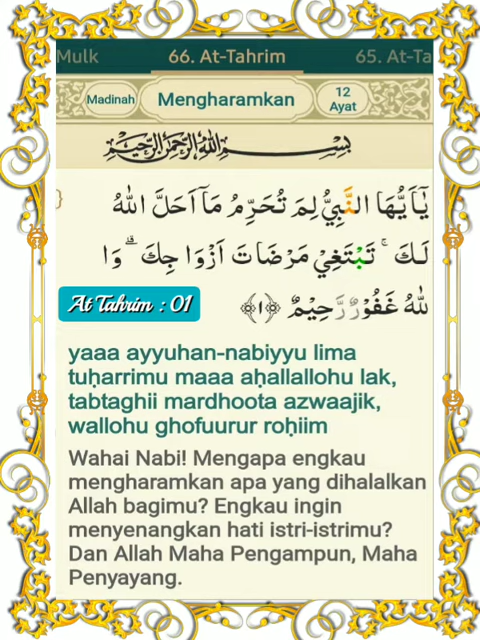 Mulk 66. At-Tahrim 65. At-Ta
Madinah Mengharamkan 12 Ayat
بِسْمِ اللّٰهِ الرَّحْمٰنِ الرَّحِيْمِ
يٰٓاَيُّهَا النَّبِيُّ لِمَ تُحَرِّمُ مَآ اَحَلَّ اللّٰهُ
لَكَ ۚ تَبْتَغِيْ مَرْضَاتَ اَزْوَا جِكَ ۗ وَا
للّٰهُ غَفُوْرٌ رَّحِيْمٌ ﴿١﴾
At Tahrim : 01
yaaa ayyuhan-nabiyyu lima
tuḥarrimu maaa aḥallallohu lak,
tabtaghii mardhoota azwaajik,
wallohu ghofuurur roḥiim
Wahai Nabi! Mengapa engkau
mengharamkan apa yang dihalalkan
Allah bagimu? Engkau ingin
menyenangkan hati istri-istrimu?
Dan Allah Maha Pengampun, Maha
Penyayang.